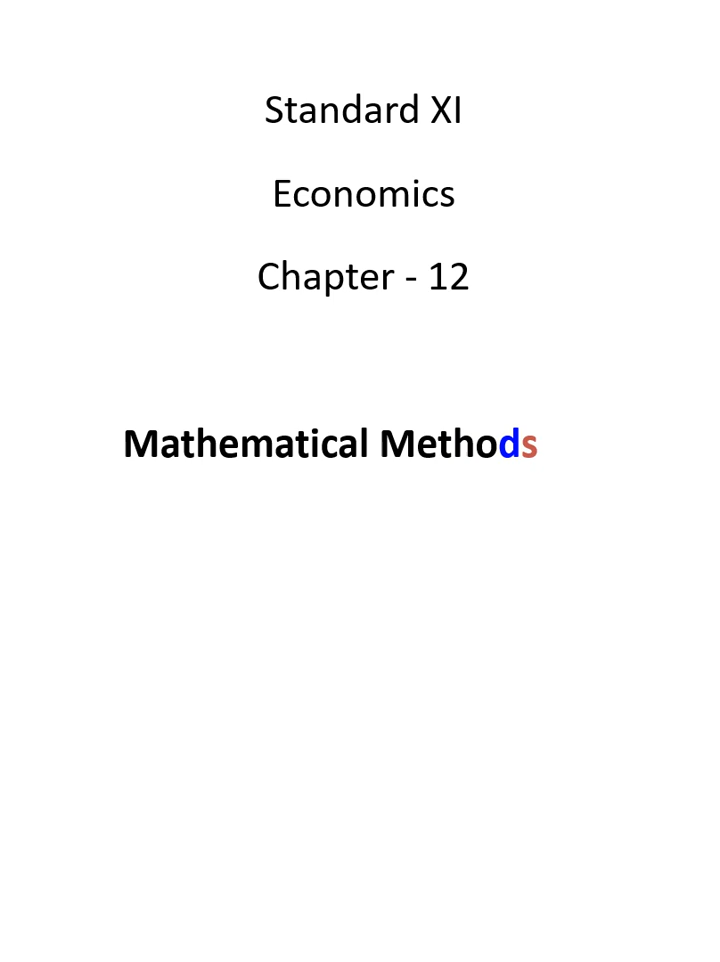 Standard XI
Economics
Chapter - 12
Mathematical Methods